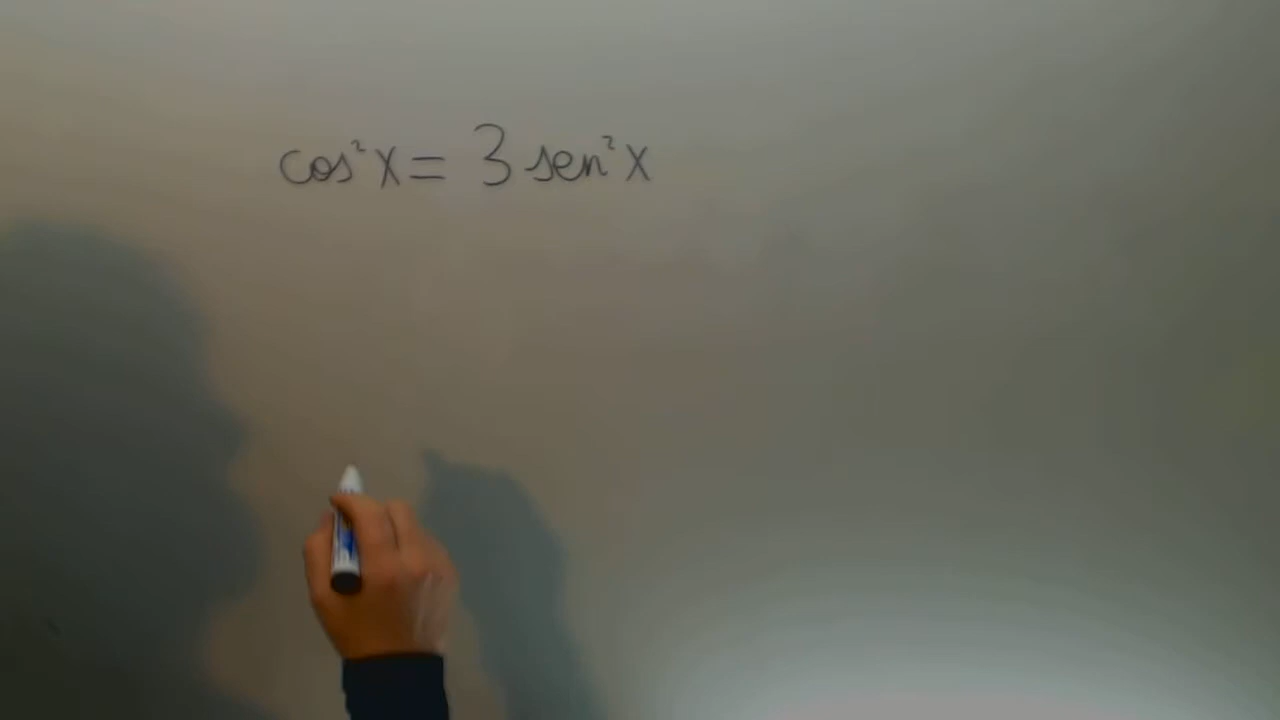 cos²x = 3 sen²x